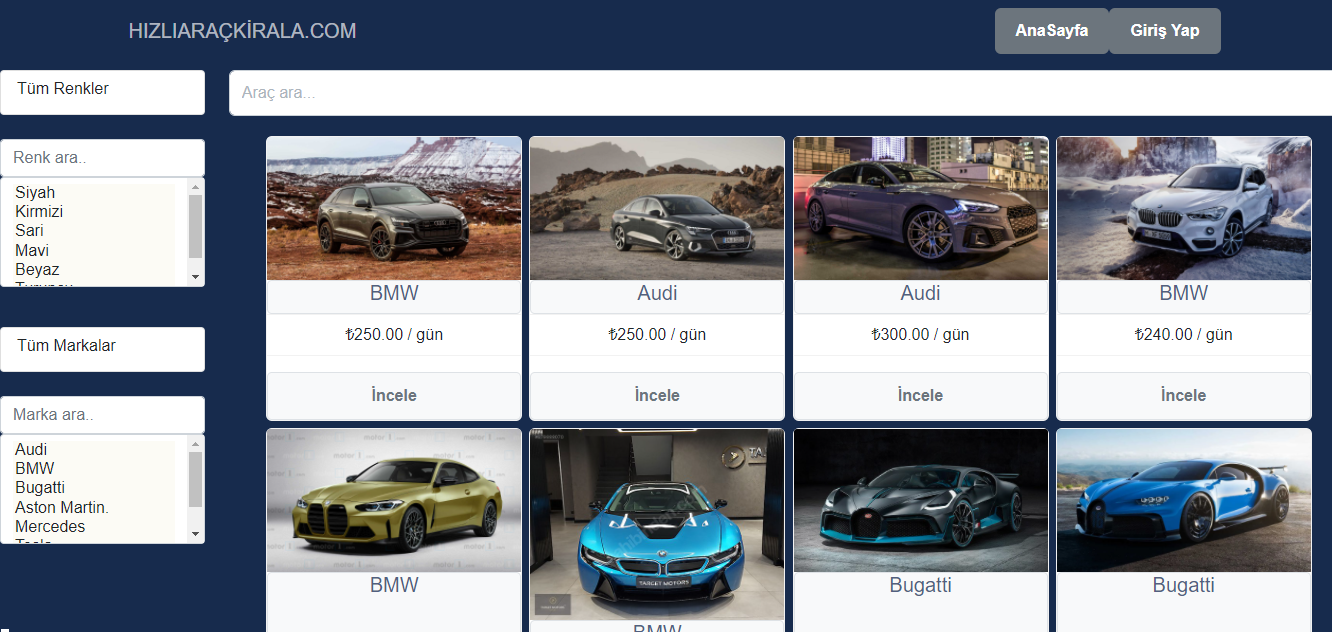 HIZLIARAÇKİRALA.COM
AnaSayfa
Giriş Yap
Tüm Renkler
Araç ara...
Renk ara..
Siyah
Kirmizi
Sari
Mavi
Beyaz
Tüm Markalar
Marka ara..
Audi
BMW
Bugatti
Aston Martin.
Mercedes
BMW
Audi
Audi
BMW
₺250.00 / gün
₺250.00 / gün
₺300.00 / gün
₺240.00 / gün
İncele
İncele
İncele
İncele
TARGET MOTORS
BMW
Bugatti
Bugatti
BMW